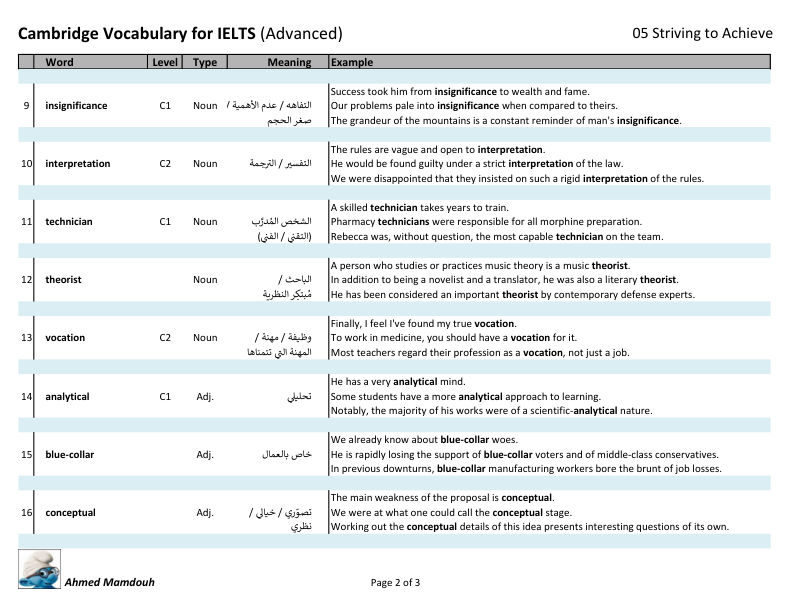 Cambridge Vocabulary for IELTS (Advanced) 05 Striving to Achieve
Word Level Type Meaning Example
Success took him from insignificance to wealth and fame.
9 insignificance C1 Noun التفاهه / عدم الأهمية / Our problems pale into insignificance when compared to theirs.
صغر الحجم The grandeur of the mountains is a constant reminder of man's insignificance.
The rules are vague and open to interpretation.
10 interpretation C2 Noun التفسير / الترجمة He would be found guilty under a strict interpretation of the law.
We were disappointed that they insisted on such a rigid interpretation of the rules.
A skilled technician takes years to train.
11 technician C1 Noun الشخص المُدرَّب Pharmacy technicians were responsible for all morphine preparation.
(التقني / الفني) Rebecca was, without question, the most capable technician on the team.
A person who studies or practices music theory is a music theorist.
12 theorist Noun الباحث / In addition to being a novelist and a translator, he was also a literary theorist.
مُبتكِر النظرية He has been considered an important theorist by contemporary defense experts.
Finally, I feel I've found my true vocation.
13 vocation C2 Noun وظيفة / مهنة / To work in medicine, you should have a vocation for it.
المهنة التي تتمناها Most teachers regard their profession as a vocation, not just a job.
He has a very analytical mind.
14 analytical C1 Adj. تحليلي Some students have a more analytical approach to learning.
Notably, the majority of his works were of a scientific-analytical nature.
We already know about blue-collar woes.
15 blue-collar Adj. خاص بالعمال He is rapidly losing the support of blue-collar voters and of middle-class conservatives.
In previous downturns, blue-collar manufacturing workers bore the brunt of job losses.
The main weakness of the proposal is conceptual.
16 conceptual Adj. تصوّري / خيالي / We were at what one could call the conceptual stage.
نظري Working out the conceptual details of this idea presents interesting questions of its own.
Ahmed Mamdouh Page 2 of 3